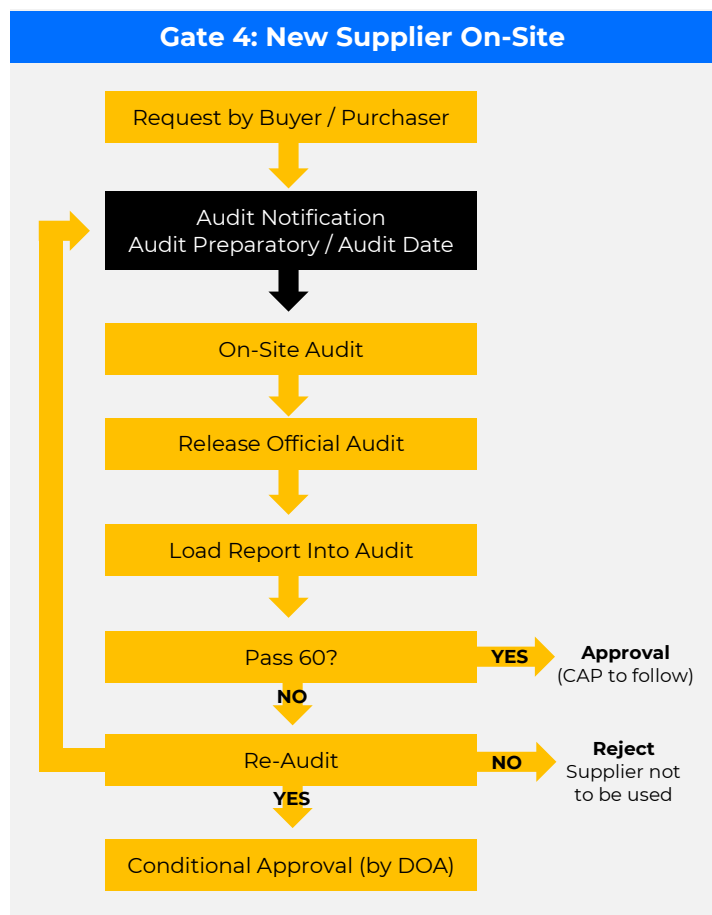 Gate 4: New Supplier On-Site
Request by Buyer / Purchaser
Audit Notification
Audit Preparatory / Audit Date
On-Site Audit
Release Official Audit
Load Report Into Audit
Pass 60?
YES
Approval
(CAP to follow)
NO
Re-Audit
NO
Reject
Supplier not
to be used
YES
Conditional Approval (by DOA)